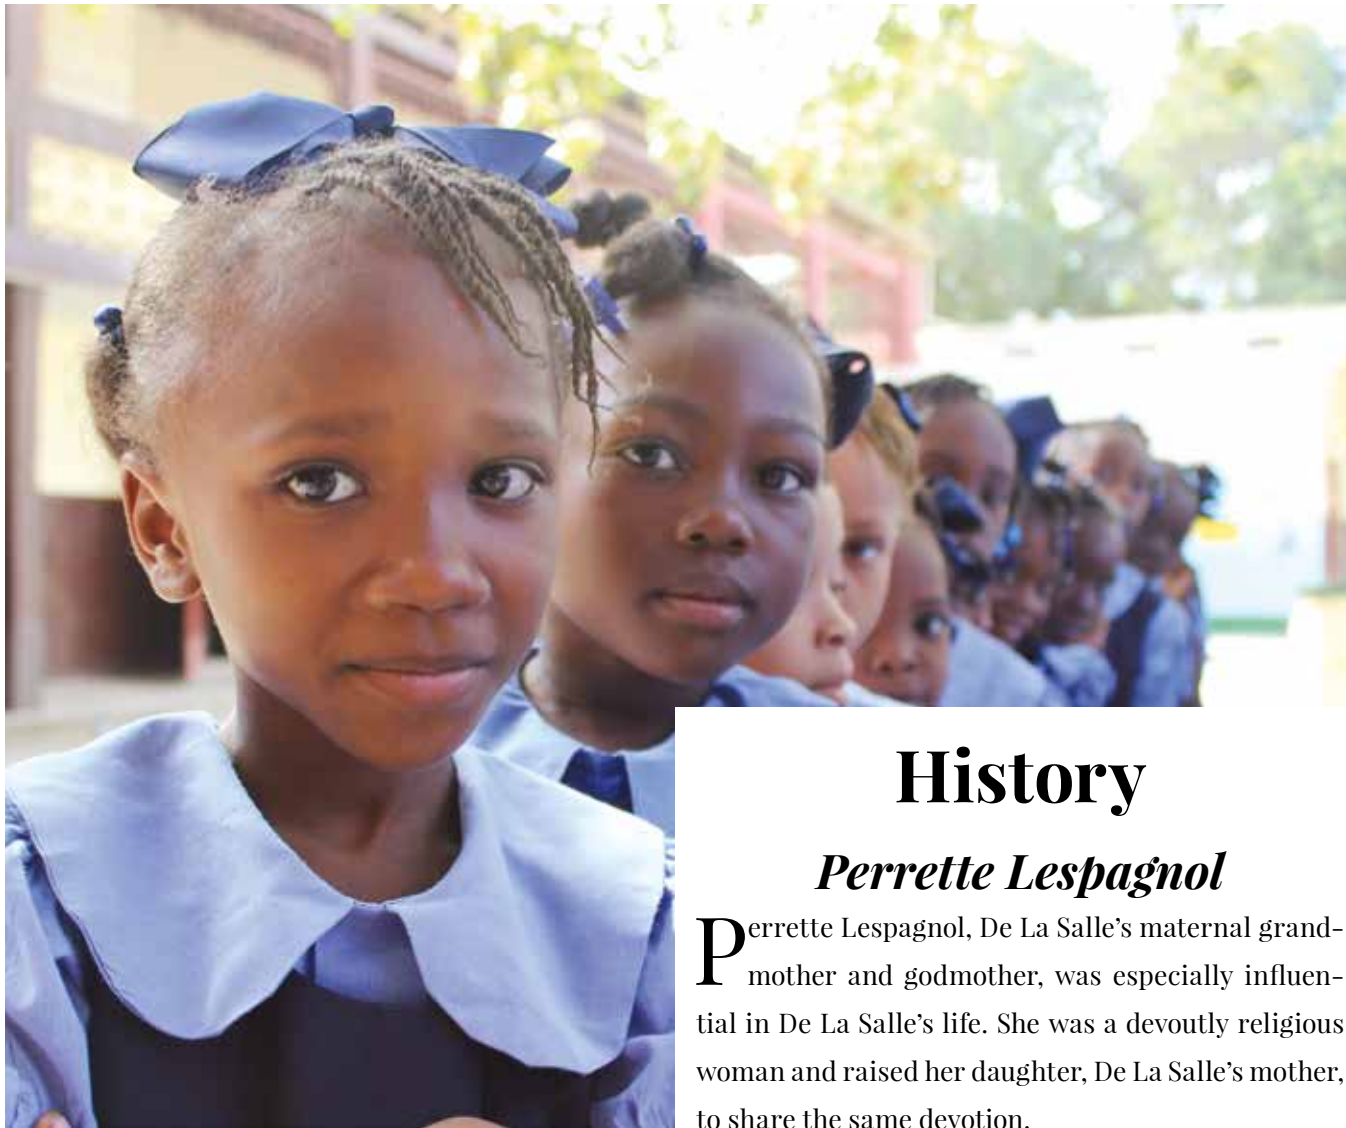 History
Perrette Lespagnol
Perrette Lespagnol, De La Salle’s maternal grand-
mother and godmother, was especially influen-
tial in De La Salle’s life. She was a devoutly religious
woman and raised her daughter, De La Salle’s mother,
to share the same devotion.